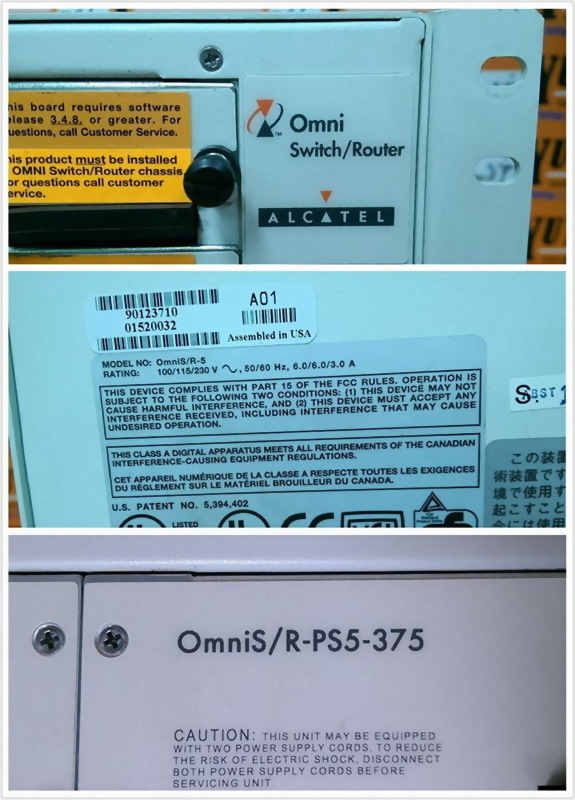 his board requires software
elease 3.4.8. or greater. For
uestions, call Customer Service.
his product must be installed
OMNI Switch/Router chassis.
or questions call customer
ervice.
Omni
Switch/Router
ALCATEL
90123710
01520032
A01
Assembled in USA
MODEL NO: OmniS/R-5
RATING: 100/115/230 V ∿, 50/60 Hz, 6.0/6.0/3.0 A
THIS DEVICE COMPLIES WITH PART 15 OF THE FCC RULES. OPERATION IS
SUBJECT TO THE FOLLOWING TWO CONDITIONS: (1) THIS DEVICE MAY NOT
CAUSE HARMFUL INTERFERENCE, AND (2) THIS DEVICE MUST ACCEPT ANY
INTERFERENCE RECEIVED, INCLUDING INTERFERENCE THAT MAY CAUSE
UNDESIRED OPERATION.
THIS CLASS A DIGITAL APPARATUS MEETS ALL REQUIREMENTS OF THE CANADIAN
INTERFERENCE-CAUSING EQUIPMENT REGULATIONS.
CET APPAREIL NUMÉRIQUE DE LA CLASSE A RESPECTE TOUTES LES EXIGENCES
DU RÉGLEMENT SUR LE MATÉRIEL BROUILLEUR DU CANADA.
U.S. PATENT NO. 5,394,402
LISTED
この装置
術装置です
境で使用す
起こすこと
合には使用
OmniS/R-PS5-375
CAUTION: THIS UNIT MAY BE EQUIPPED
WITH TWO POWER SUPPLY CORDS. TO REDUCE
THE RISK OF ELECTRIC SHOCK, DISCONNECT
BOTH POWER SUPPLY CORDS BEFORE
SERVICING UNIT.